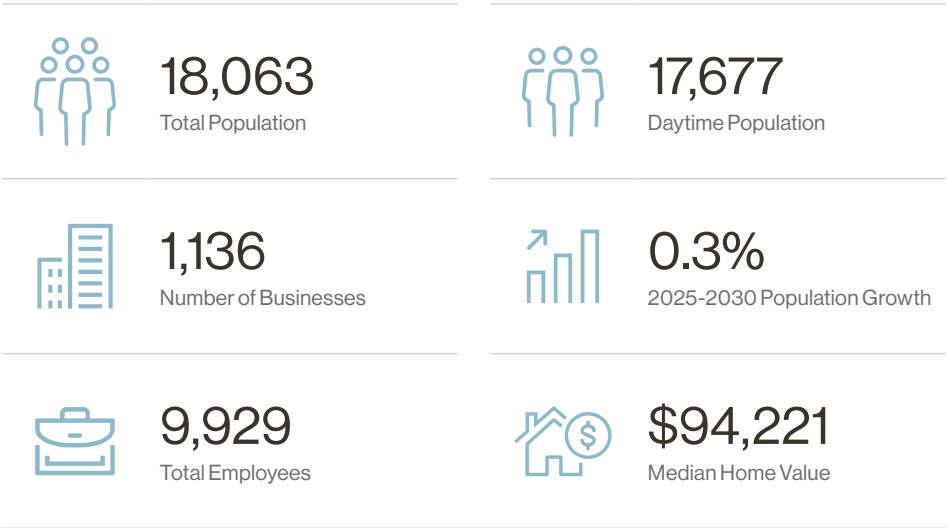 18,063
Total Population
17,677
Daytime Population
1,136
Number of Businesses
0.3%
2025-2030 Population Growth
9,929
Total Employees
$
$94,221
Median Home Value